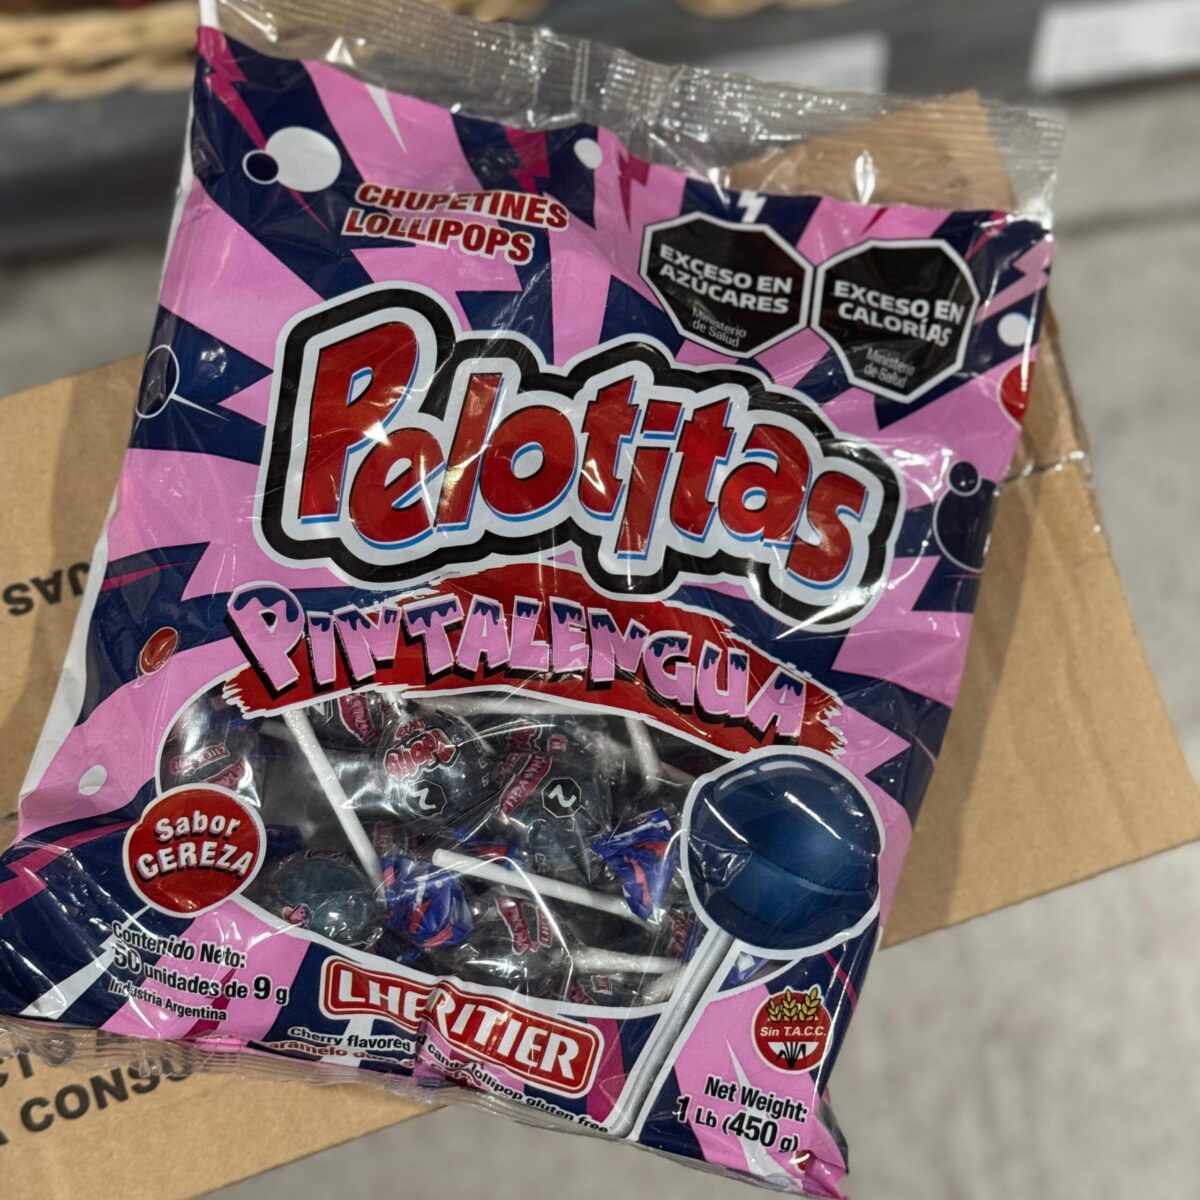 CHUPETINES
LOLLIPOPS
EXCESO EN
AZÚCARES
Ministerio
de Salud
EXCESO EN
CALORÍAS
Ministerio
de Salud
Pelotitas
PINTALENGUA
Sabor
CEREZA
Contenido Neto:
50 unidades de 9 g
Industria Argentina
LHERITIER
Cherry flavored candy lollipop gluten free
Sin T.A.C.C.
Net Weight:
1 Lb (450 g)
CONSU